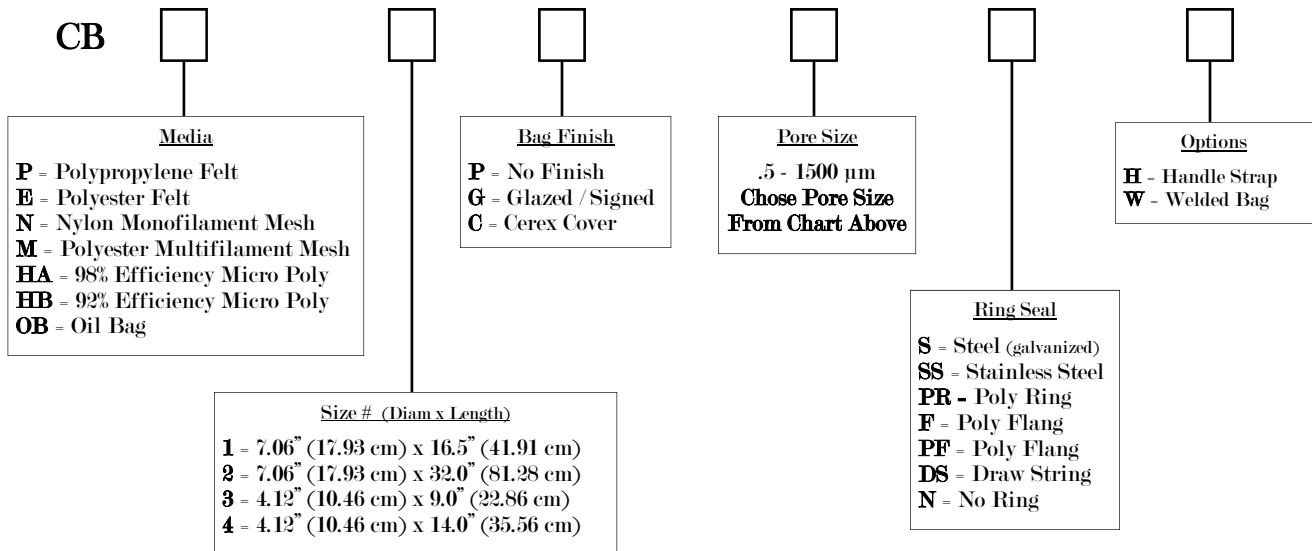 CB
Media
P = Polypropylene Felt
E = Polyester Felt
N = Nylon Monofilament Mesh
M = Polyester Multifilament Mesh
HA = 98% Efficiency Micro Poly
HB = 92% Efficiency Micro Poly
OB = Oil Bag
Size # (Diam x Length)
1 = 7.06” (17.93 cm) x 16.5” (41.91 cm)
2 = 7.06” (17.93 cm) x 32.0” (81.28 cm)
3 = 4.12” (10.46 cm) x 9.0” (22.86 cm)
4 = 4.12” (10.46 cm) x 14.0” (35.56 cm)
Bag Finish
P = No Finish
G = Glazed / Signed
C = Cerex Cover
Pore Size
.5 - 1500 µm
Chose Pore Size
From Chart Above
Ring Seal
S = Steel (galvanized)
SS = Stainless Steel
PR - Poly Ring
F = Poly Flang
PF = Poly Flang
DS = Draw String
N = No Ring
Options
H - Handle Strap
W - Welded Bag